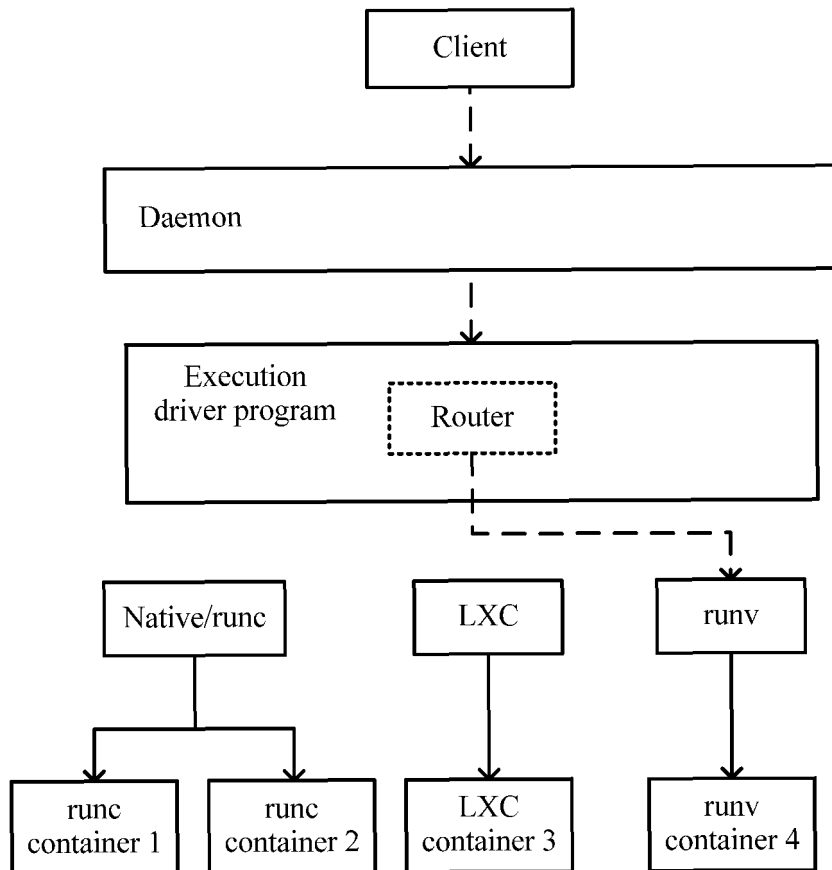 Client
Daemon
Execution
driver program
Router
Native/runc
LXC
runv
runc
container 1
runc
container 2
LXC
container 3
runv
container 4